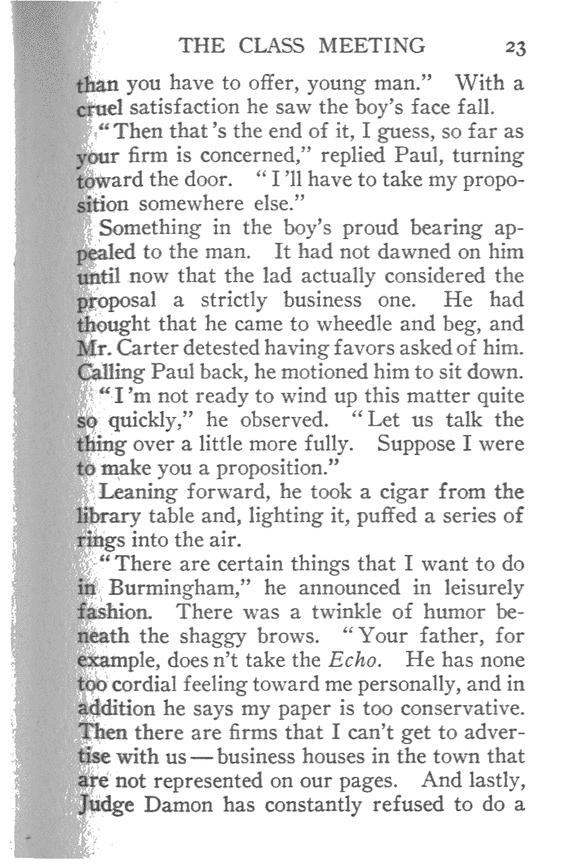 THE CLASS MEETING 23
than you have to offer, young man.” With a
cruel satisfaction he saw the boy’s face fall.
“Then that’s the end of it, I guess, so far as
your firm is concerned,” replied Paul, turning
toward the door. “I’ll have to take my propo-
sition somewhere else.”
Something in the boy’s proud bearing ap-
pealed to the man. It had not dawned on him
until now that the lad actually considered the
proposal a strictly business one. He had
thought that he came to wheedle and beg, and
Mr. Carter detested having favors asked of him.
Calling Paul back, he motioned him to sit down.
“I’m not ready to wind up this matter quite
so quickly,” he observed. “Let us talk the
thing over a little more fully. Suppose I were
to make you a proposition.”
Leaning forward, he took a cigar from the
library table and, lighting it, puffed a series of
rings into the air.
“There are certain things that I want to do
in Burmingham,” he announced in leisurely
fashion. There was a twinkle of humor be-
neath the shaggy brows. “Your father, for
example, doesn’t take the Echo. He has none
too cordial feeling toward me personally, and in
addition he says my paper is too conservative.
Then there are firms that I can’t get to adver-
tise with us—business houses in the town that
are not represented on our pages. And lastly,
Judge Damon has constantly refused to do a